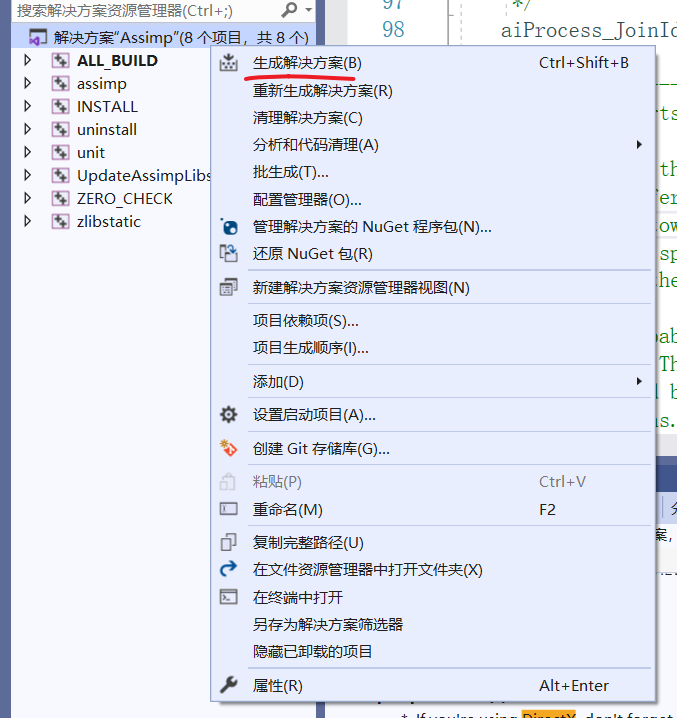 搜索解决方案资源管理器(Ctrl+;)
解决方案“Assimp”(8 个项目，共 8 个)
ALL_BUILD
assimp
INSTALL
uninstall
unit
UpdateAssimpLibs
ZERO_CHECK
zlibstatic
生成解决方案(B) Ctrl+Shift+B
重新生成解决方案(R)
清理解决方案(C)
分析和代码清理(A)
批生成(T)...
配置管理器(O)...
管理解决方案的 NuGet 程序包(N)...
还原 NuGet 包(R)
新建解决方案资源管理器视图(N)
项目依赖项(S)...
项目生成顺序(I)...
添加(D)
设置启动项目(A)...
创建 Git 存储库(G)...
粘贴(P) Ctrl+V
重命名(M) F2
复制完整路径(U)
在文件资源管理器中打开文件夹(X)
在终端中打开
另存为解决方案筛选器
隐藏已卸载的项目
属性(R) Alt+Enter
97 */
98 aiProcess_JoinId